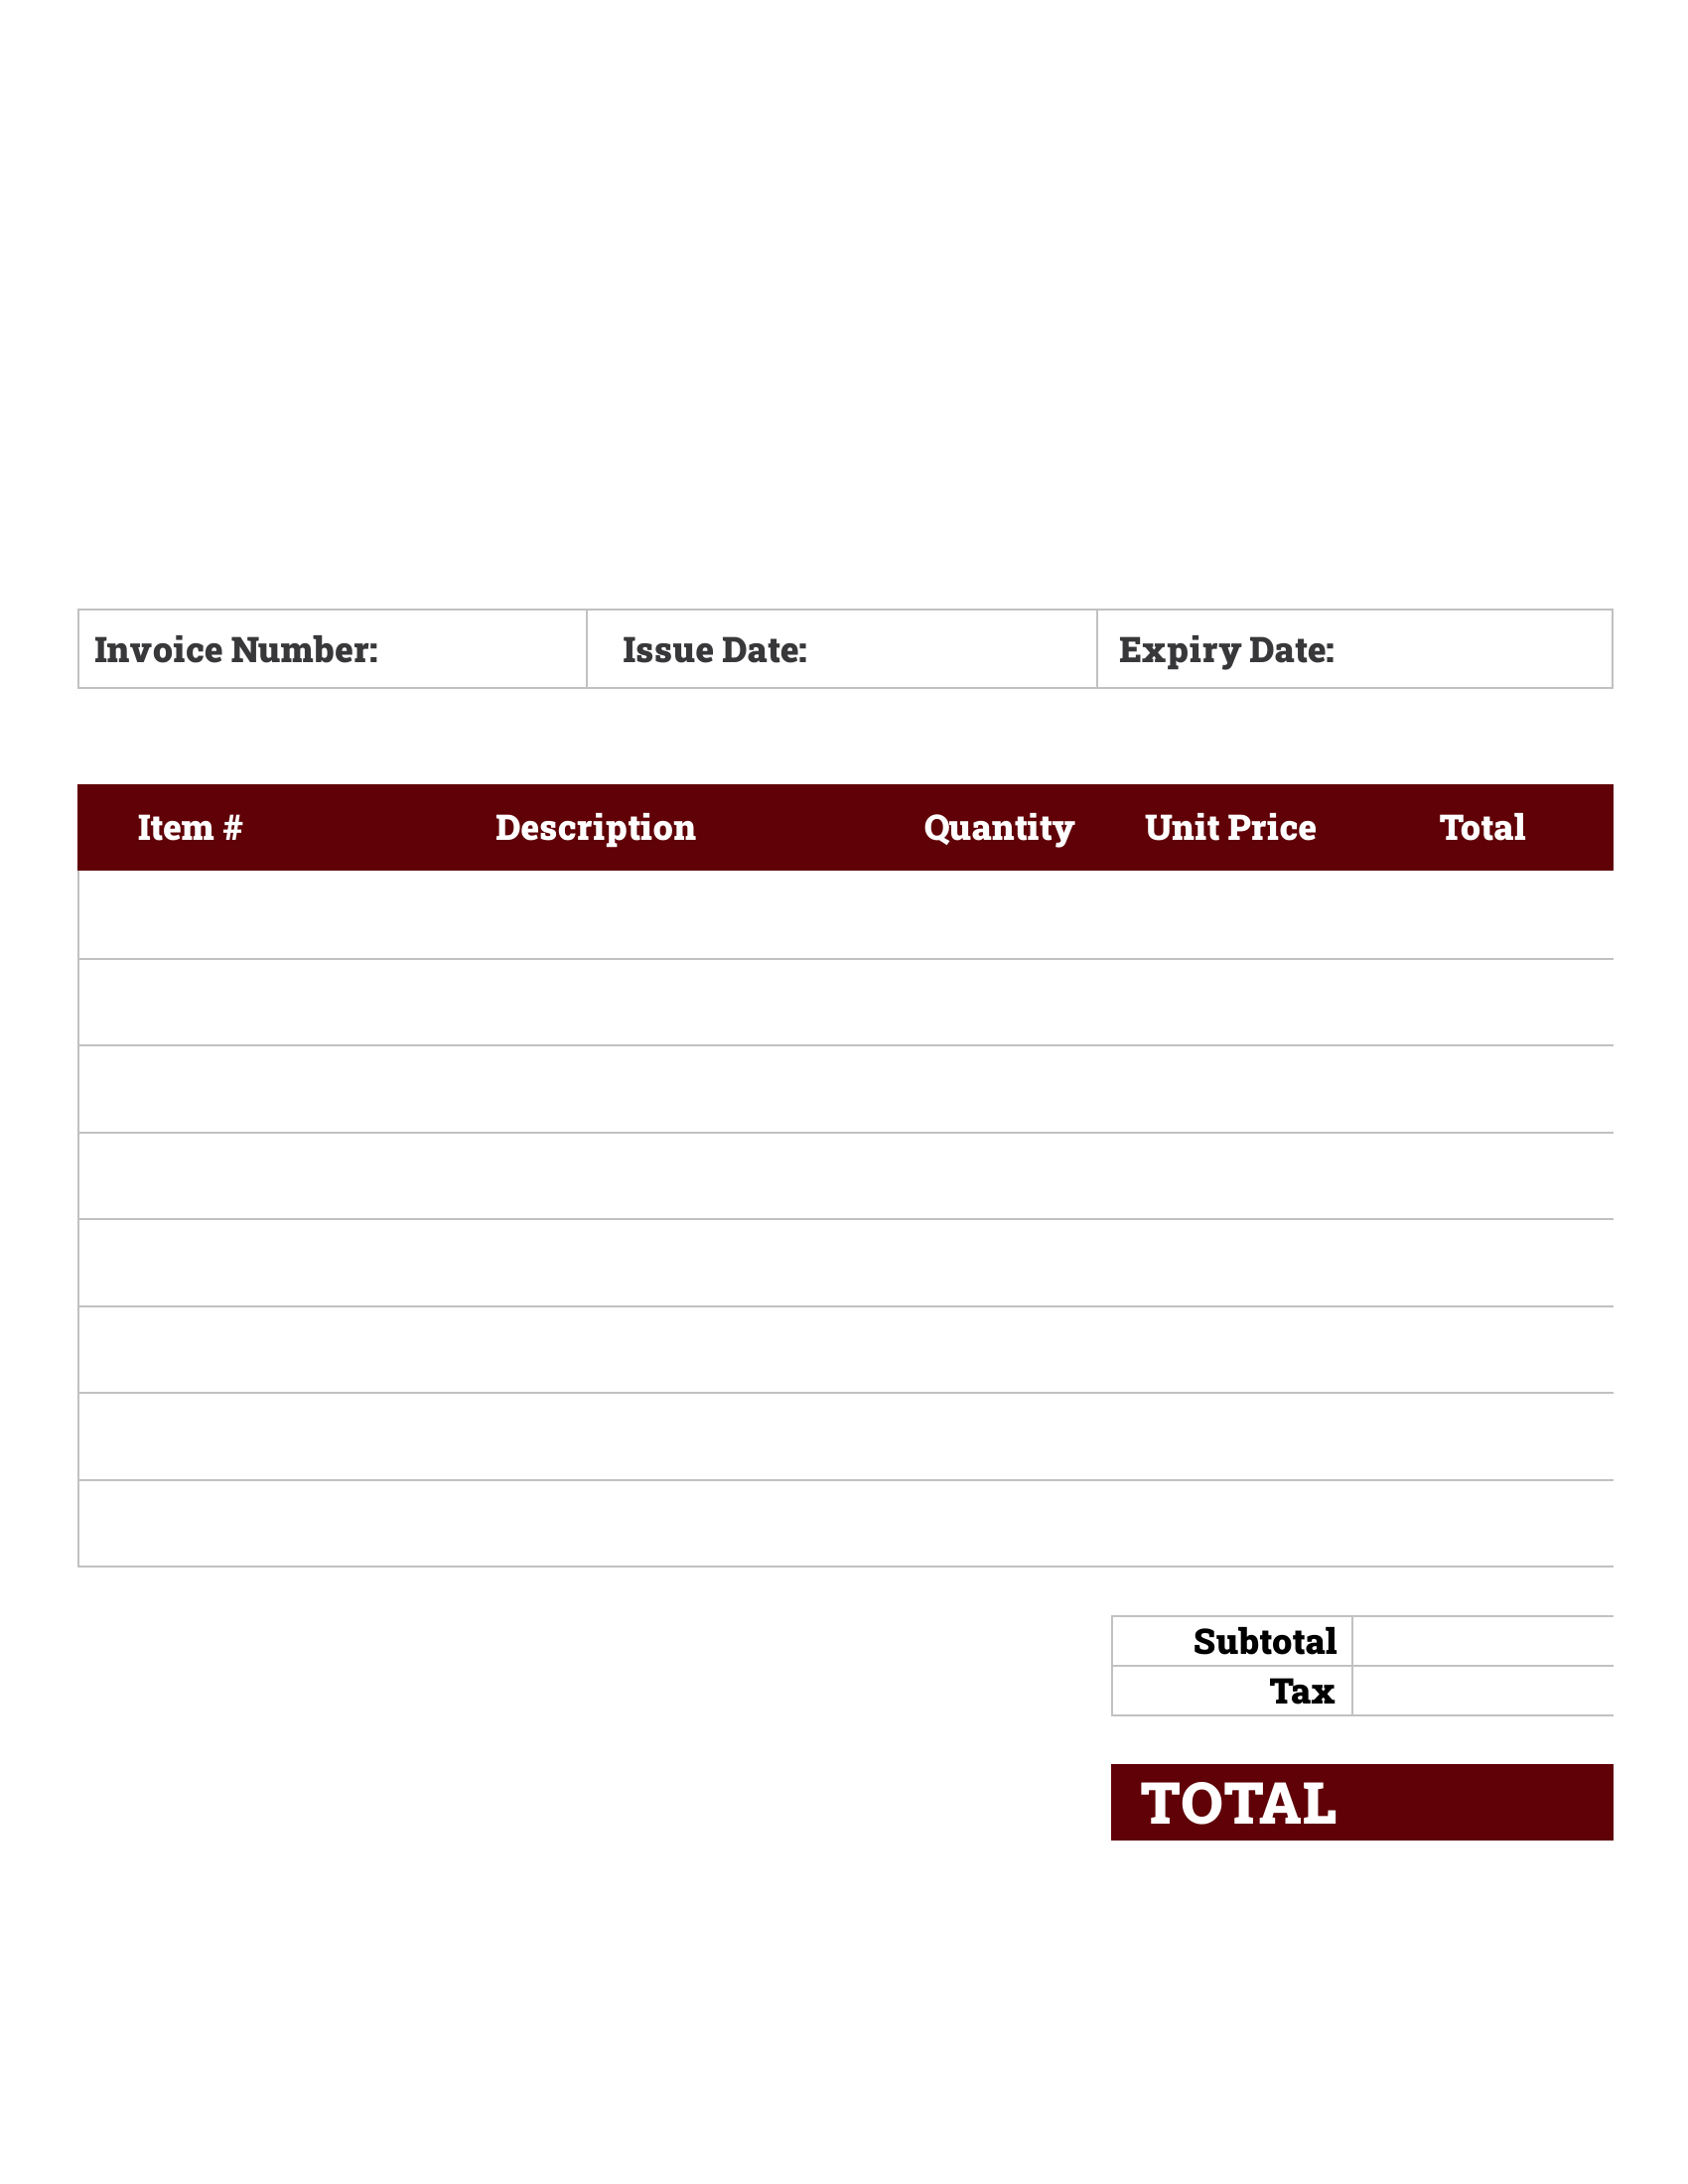 Invoice Number: Issue Date: Expiry Date:
Item # Description Quantity Unit Price Total
Subtotal
Tax
TOTAL